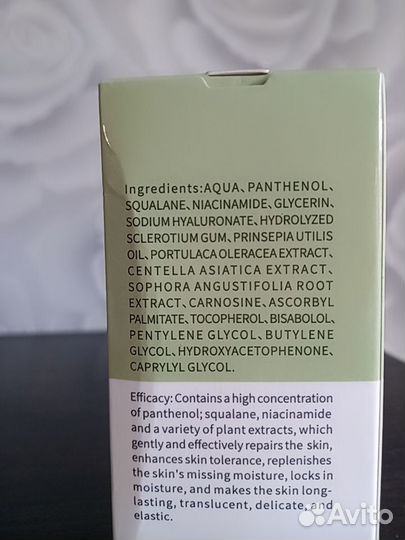 Ingredients:AQUA、PANTHENOL、
SQUALANE、NIACINAMIDE、GLYCERIN、
SODIUM HYALURONATE、HYDROLYZED
SCLEROTIUM GUM、PRINSEPIA UTILIS
OIL、PORTULACA OLERACEA EXTRACT、
CENTELLA ASIATICA EXTRACT、
SOPHORA ANGUSTIFOLIA ROOT
EXTRACT、CARNOSINE、ASCORBYL
PALMITATE、TOCOPHEROL、BISABOLOL、
PENTYLENE GLYCOL、BUTYLENE
GLYCOL、HYDROXYACETOPHENONE、
CAPRYLYL GLYCOL.
Efficacy: Contains a high concentration
of panthenol; squalane, niacinamide
and a variety of plant extracts, which
gently and effectively repairs the skin,
enhances skin tolerance, replenishes
the skin's missing moisture, locks in
moisture, and makes the skin long-
lasting, translucent, delicate, and
elastic.
Avito